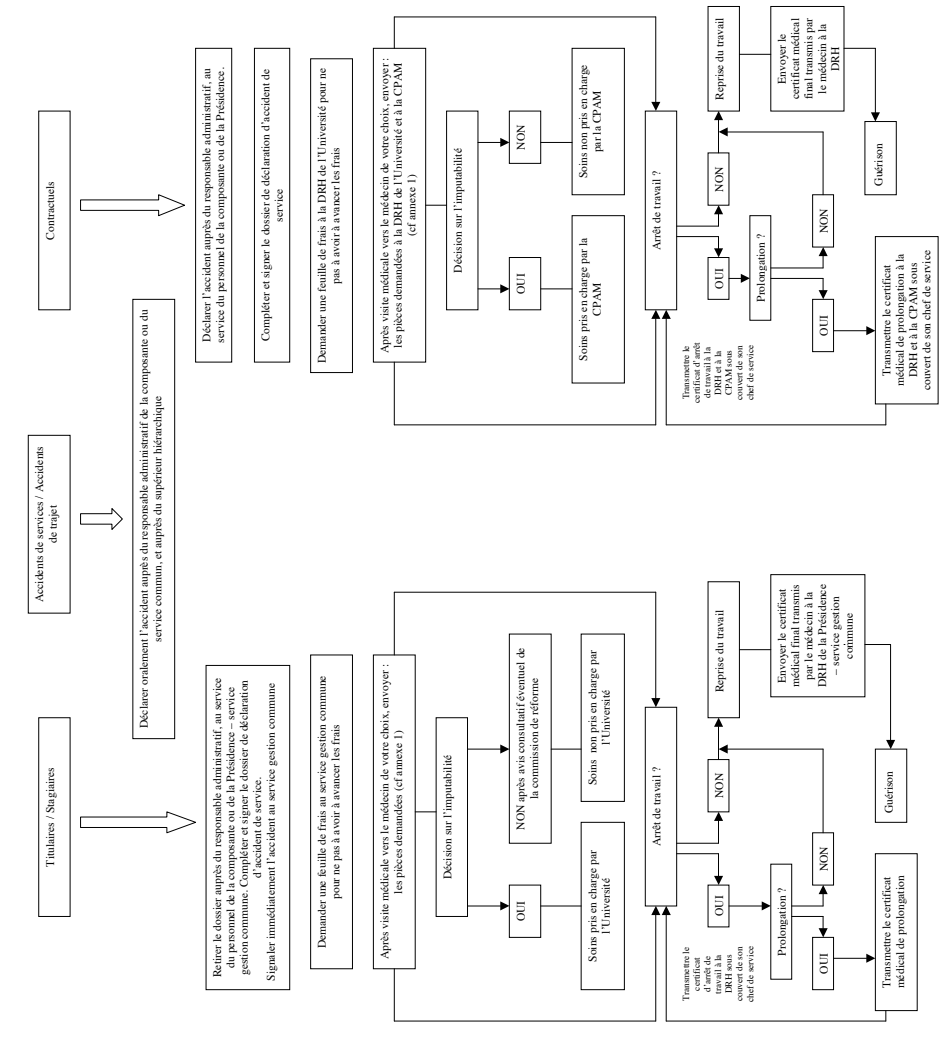 Accidents de services / Accidents
de trajet
Déclarer oralement l'accident auprès du responsable administratif de la composante ou du
service commun, et auprès du supérieur hiérarchique
Titulaires / Stagiaires
Retirer le dossier auprès du responsable administratif, au service
du personnel de la composante ou de la Présidence – service
gestion commune. Compléter et signer le dossier de déclaration
d'accident de service.
Signaler immédiatement l'accident au service gestion commune
Demander une feuille de frais au service gestion commune
pour ne pas à avoir à avancer les frais
Après visite médicale vers le médecin de votre choix, envoyer :
les pièces demandées (cf annexe 1)
Décision sur l'imputabilité
OUI
NON après avis consultatif éventuel de
la commission de réforme
Soins pris en charge par
l'Université
Soins non pris en charge par
l'Université
Arrêt de travail ?
Transmettre le
certificat
d'arrêt de
travail à la
DRH sous
couvert de son
chef de service
OUI
NON
Reprise du travail
Prolongation ?
OUI
NON
Envoyer le certificat
médical final transmis
par le médecin à la
DRH de la Présidence
– service gestion
commune
Transmettre le certificat
médical de prolongation
Guérison
Contractuels
Déclarer l'accident auprès du responsable administratif, au
service du personnel de la composante ou de la Présidence.
Compléter et signer le dossier de déclaration d'accident de
service
Demander une feuille de frais à la DRH de l'Université pour ne
pas à avoir à avancer les frais
Après visite médicale vers le médecin de votre choix, envoyer :
les pièces demandées à la DRH de l'Université et à la CPAM
(cf annexe 1)
Décision sur l'imputabilité
OUI
NON
Soins pris en charge par la
CPAM
Soins non pris en charge
par la CPAM
Arrêt de travail ?
Transmettre le
certificat d'arrêt
de travail à la
DRH et à la
CPAM sous
couvert de son
chef de service
OUI
NON
Reprise du travail
Prolongation ?
OUI
NON
Envoyer le
certificat médical
final transmis par
le médecin à la
DRH
Transmettre le certificat
médical de prolongation à la
DRH et à la CPAM sous
couvert de son chef de service
Guérison